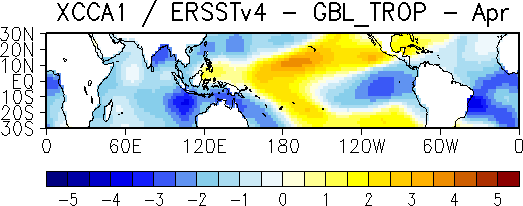 XCCA1 / ERSSTv4 - GBL_TROP - Apr
30N
20N
10N
EQ
10S
20S
30S
0 60E 120E 180 120W 60W 0
-5 -4 -3 -2 -1 0 1 2 3 4 5